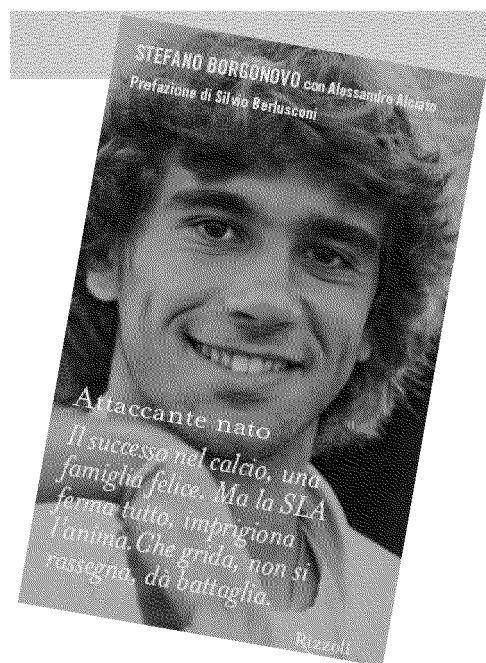 STEFANO BORGONOVO con Alessandro Alciato
Prefazione di Silvio Berlusconi
Attaccante nato
Il successo nel calcio, una
famiglia felice. Ma la SLA
ferma tutto, imprigiona
l'anima. Che grida, non si
rassegna, dà battaglia.
Rizzoli